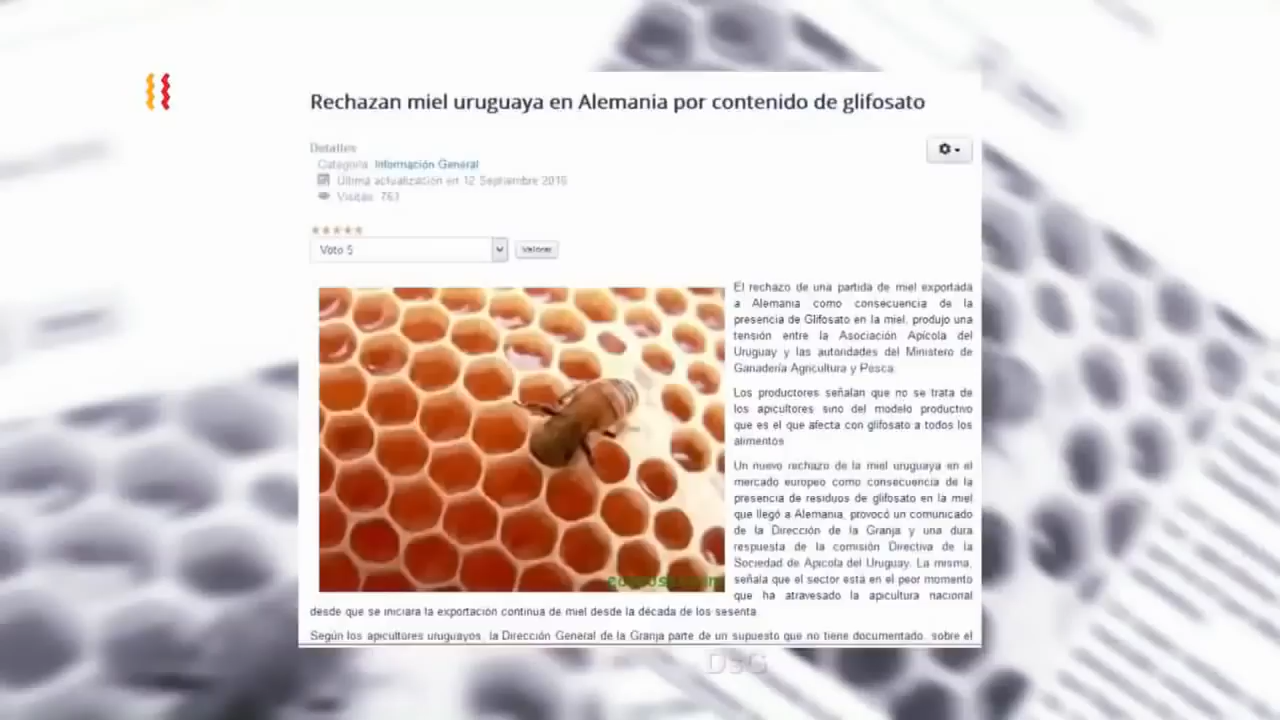 Rechazan miel uruguaya en Alemania por contenido de glifosato
Detalles
Categoría: Información General
Última actualización en 12 Septiembre 2016
Visitas: 763
Voto 5
Valorar
El rechazo de una partida de miel exportada
a Alemania como consecuencia de la
presencia de Glifosato en la miel, produjo una
tensión entre la Asociación Apícola del
Uruguay y las autoridades del Ministerio de
Ganadería Agricultura y Pesca.
Los productores señalan que no se trata de
los apicultores sino del modelo productivo
que es el que afecta con glifosato a todos los
alimentos
Un nuevo rechazo de la miel uruguaya en el
mercado europeo como consecuencia de la
presencia de residuos de glifosato en la miel
que llegó a Alemania, provocó un comunicado
de la Dirección de la Granja y una dura
respuesta de la comisión Directiva de la
Sociedad de Apicola del Uruguay. La misma,
señala que el sector está en el peor momento
que ha atravesado la apicultura nacional
desde que se iniciara la exportación continua de miel desde la década de los sesenta.
Según los apicultores uruguayos, la Dirección General de la Granja parte de un supuesto que no tiene documentado, sobre el
DsG